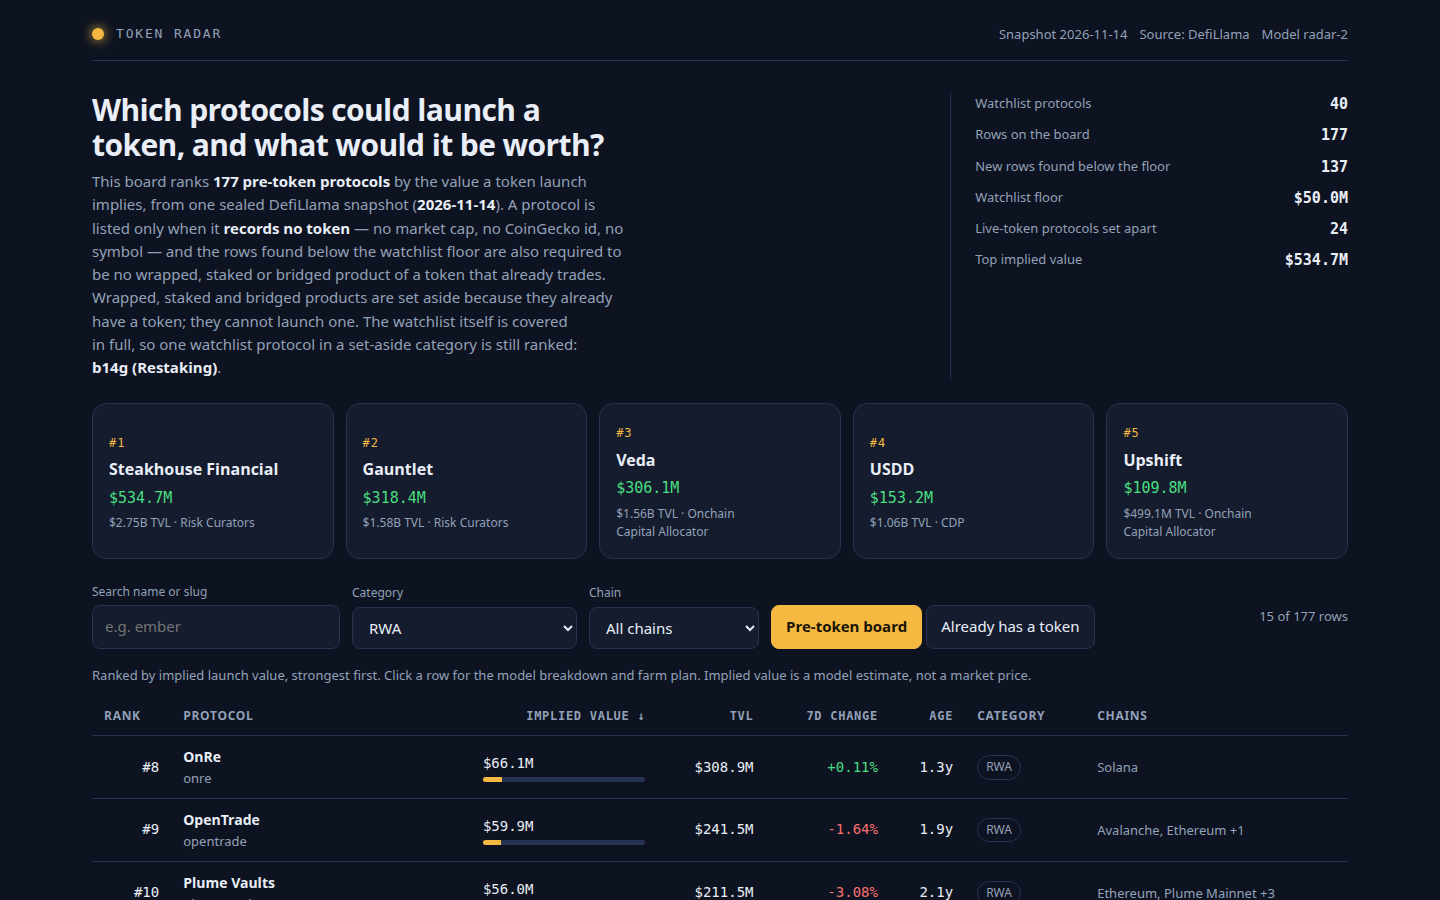 TOKEN RADAR
Snapshot 2026-11-14 Source: DefiLlama Model radar-2
Which protocols could launch a
token, and what would it be worth?
This board ranks 177 pre-token protocols by the value a token launch
implies, from one sealed DefiLlama snapshot (2026-11-14). A protocol is
listed only when it records no token — no market cap, no CoinGecko id, no
symbol — and the rows found below the watchlist floor are also required to
be no wrapped, staked or bridged product of a token that already trades.
Wrapped, staked and bridged products are set aside because they already
have a token; they cannot launch one. The watchlist itself is covered
in full, so one watchlist protocol in a set-aside category is still ranked:
b14g (Restaking).
Watchlist protocols 40
Rows on the board 177
New rows found below the floor 137
Watchlist floor $50.0M
Live-token protocols set apart 24
Top implied value $534.7M
#1
Steakhouse Financial
$534.7M
$2.75B TVL · Risk Curators
#2
Gauntlet
$318.4M
$1.58B TVL · Risk Curators
#3
Veda
$306.1M
$1.56B TVL · Onchain
Capital Allocator
#4
USDD
$153.2M
$1.06B TVL · CDP
#5
Upshift
$109.8M
$499.1M TVL · Onchain
Capital Allocator
Search name or slug
e.g. ember
Category
RWA
Chain
All chains
Pre-token board
Already has a token
15 of 177 rows
Ranked by implied launch value, strongest first. Click a row for the model breakdown and farm plan. Implied value is a model estimate, not a market price.
RANK PROTOCOL IMPLIED VALUE ↓ TVL 7D CHANGE AGE CATEGORY CHAINS
#8 OnRe $66.1M $308.9M +0.11% 1.3y RWA Solana
onre
#9 OpenTrade $59.9M $241.5M -1.64% 1.9y RWA Avalanche, Ethereum +1
opentrade
#10 Plume Vaults $56.0M $211.5M -3.08% 2.1y RWA Ethereum, Plume Mainnet +3